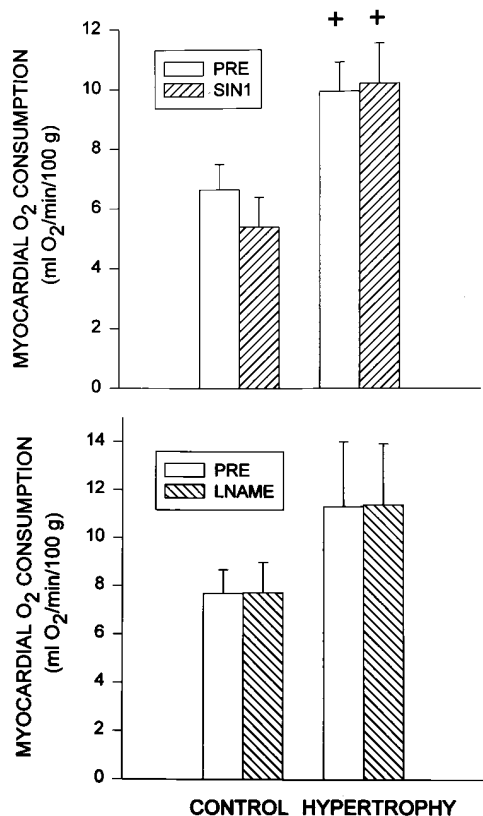 + +
12
10
8
6
4
2
0
MYOCARDIAL O2 CONSUMPTION
(ml O2/min/100 g)
PRE
SIN1
14
12
10
8
6
4
2
0
MYOCARDIAL O2 CONSUMPTION
(ml O2/min/100 g)
PRE
LNAME
CONTROL HYPERTROPHY